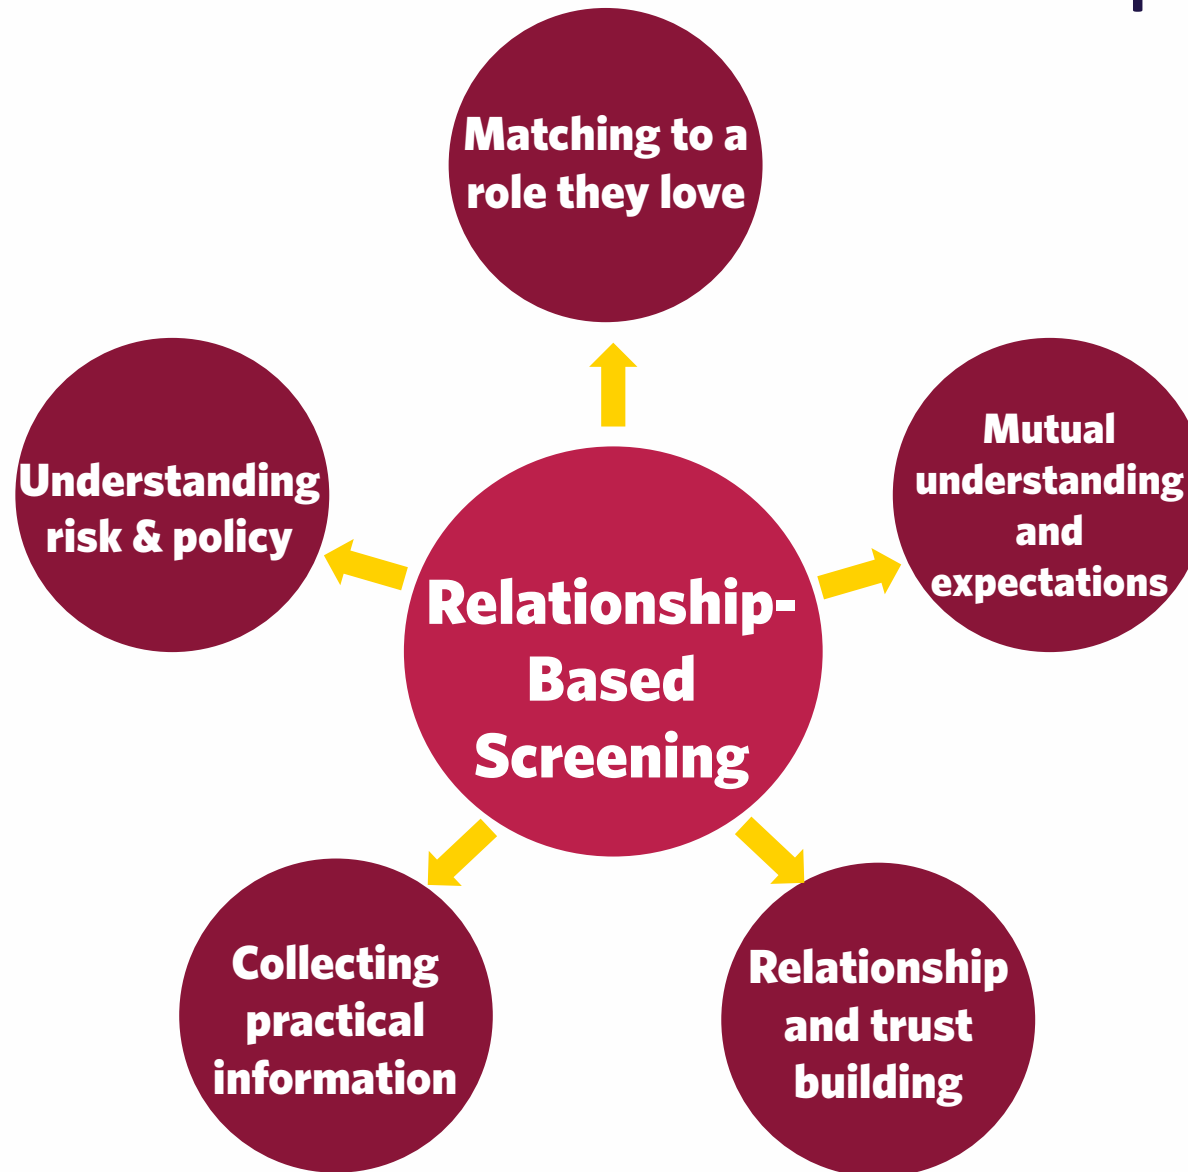 Matching to a
role they love
Understanding
risk & policy
Mutual
understanding
and
expectations
Relationship-
Based
Screening
Collecting
practical
information
Relationship
and trust
building